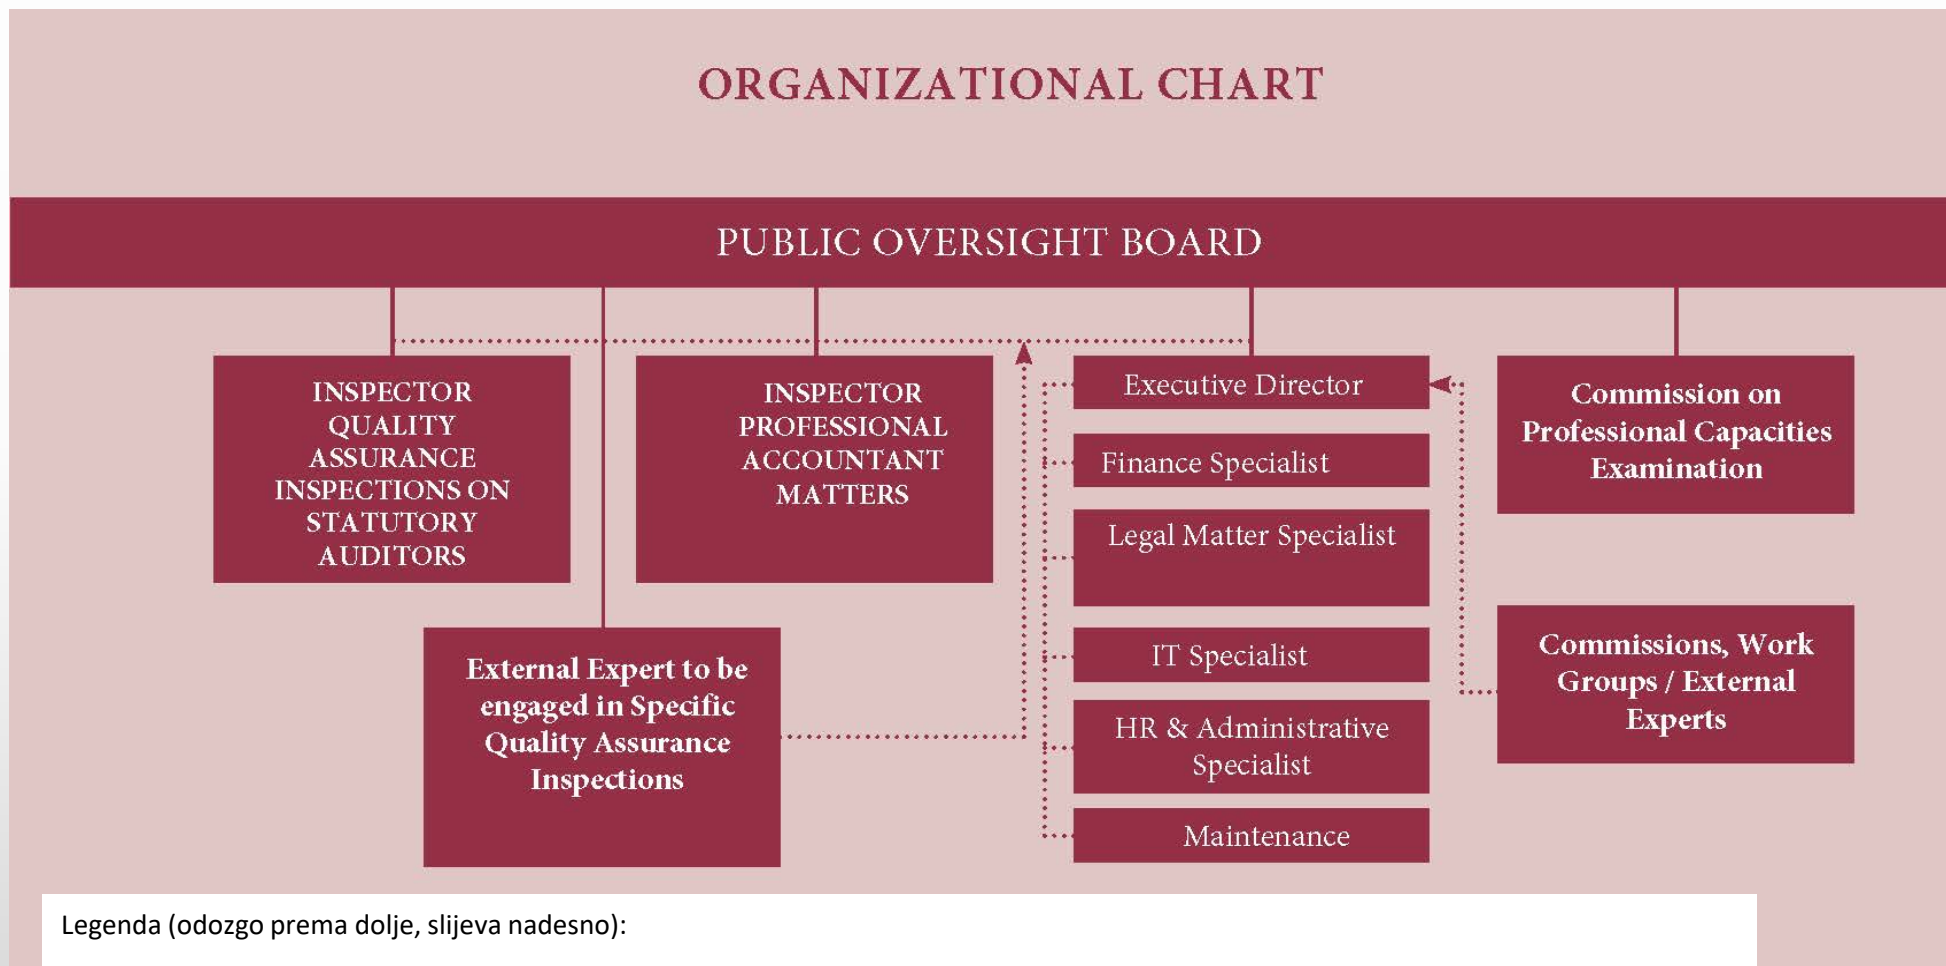 ORGANIZATIONAL CHART
PUBLIC OVERSIGHT BOARD
INSPECTOR
QUALITY
ASSURANCE
INSPECTIONS ON
STATUTORY
AUDITORS
INSPECTOR
PROFESSIONAL
ACCOUNTANT
MATTERS
Executive Director
Finance Specialist
Legal Matter Specialist
IT Specialist
HR & Administrative
Specialist
Maintenance
Commission on
Professional Capacities
Examination
External Expert to be
engaged in Specific
Quality Assurance
Inspections
Commissions, Work
Groups / External
Experts
Legenda (odozgo prema dolje, slijeva nadesno):